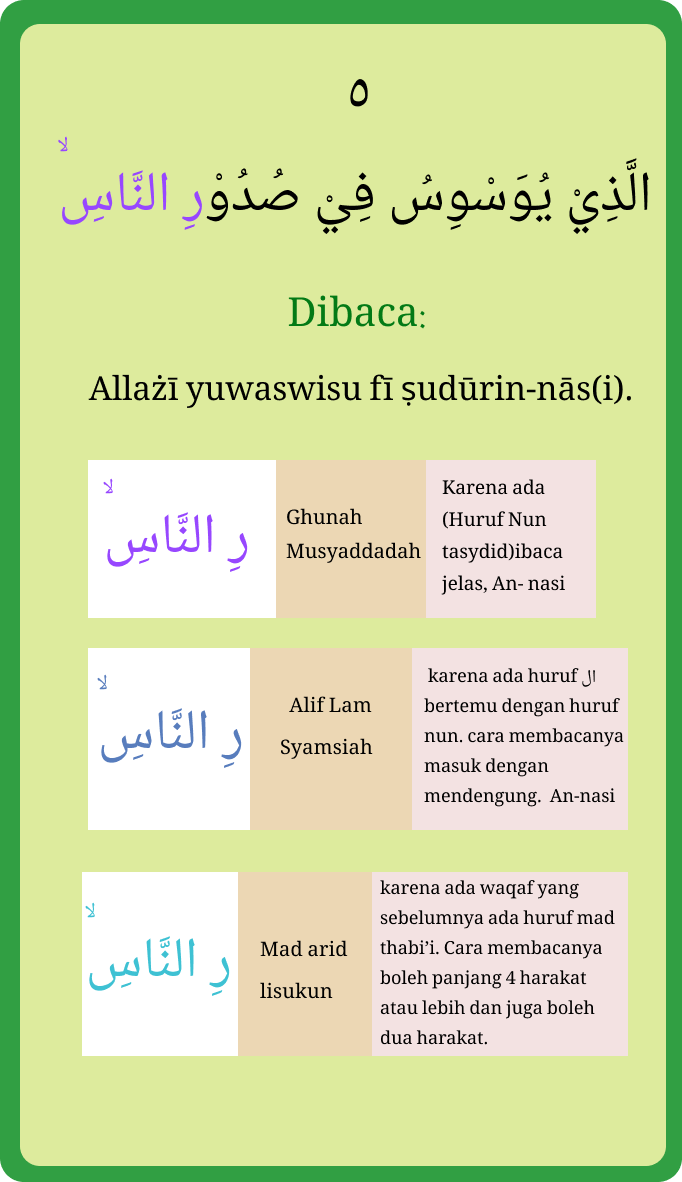 ٥
الَّذِيْ يُوَسْوِسُ فِيْ صُدُوْرِ النَّاسِۙ
Dibaca:
Allażī yuwaswisu fī ṣudūrin-nās(i).
رِ النَّاسِۙ
Ghunah
Musyaddadah
Karena ada
(Huruf Nun
tasydid)ibaca
jelas, An- nasi
رِ النَّاسِۙ
Alif Lam
Syamsiah
karena ada huruf ال
bertemu dengan huruf
nun. cara membacanya
masuk dengan
mendengung. An-nasi
رِ النَّاسِۙ
Mad arid
lisukun
karena ada waqaf yang
sebelumnya ada huruf mad
thabi’i. Cara membacanya
boleh panjang 4 harakat
atau lebih dan juga boleh
dua harakat.